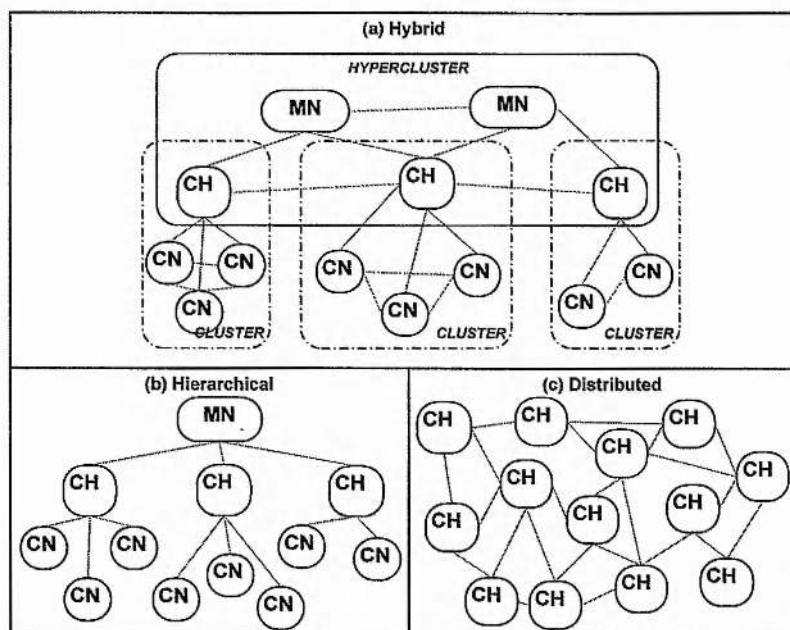 (a) Hybrid
HYPERCLUSTER
MN MN
CH CH CH
CN CN CN CN CN
CN CN CN
CLUSTER CLUSTER CLUSTER
(b) Hierarchical
MN
CH CH CH
CN CN CN CN
CN CN CN CN
(c) Distributed
CH CH CH
CH
CH CH
CH CH CH
CH CH CH CH